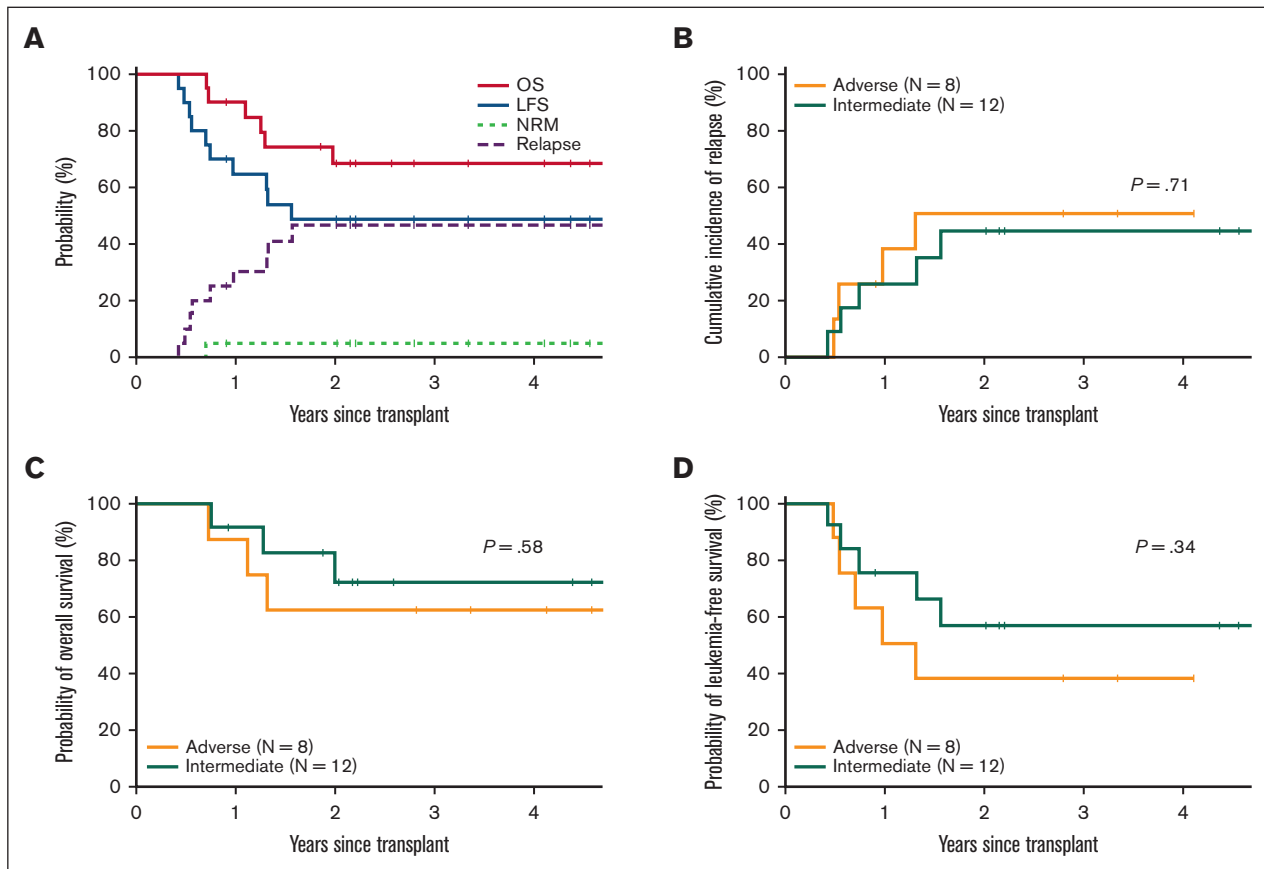 A
100
80
60
40
20
0
Probability (%)
OS
LFS
NRM
Relapse
0 1 2 3 4
Years since transplant
B
100
80
60
40
20
0
Cumulative incidence of relapse (%)
Adverse (N = 8)
Intermediate (N = 12)
P = .71
0 1 2 3 4
Years since transplant
C
100
80
60
40
20
0
Probability of overall survival (%)
P = .58
Adverse (N = 8)
Intermediate (N = 12)
0 1 2 3 4
Years since transplant
D
100
80
60
40
20
0
Probability of leukemia-free survival (%)
P = .34
Adverse (N = 8)
Intermediate (N = 12)
0 1 2 3 4
Years since transplant